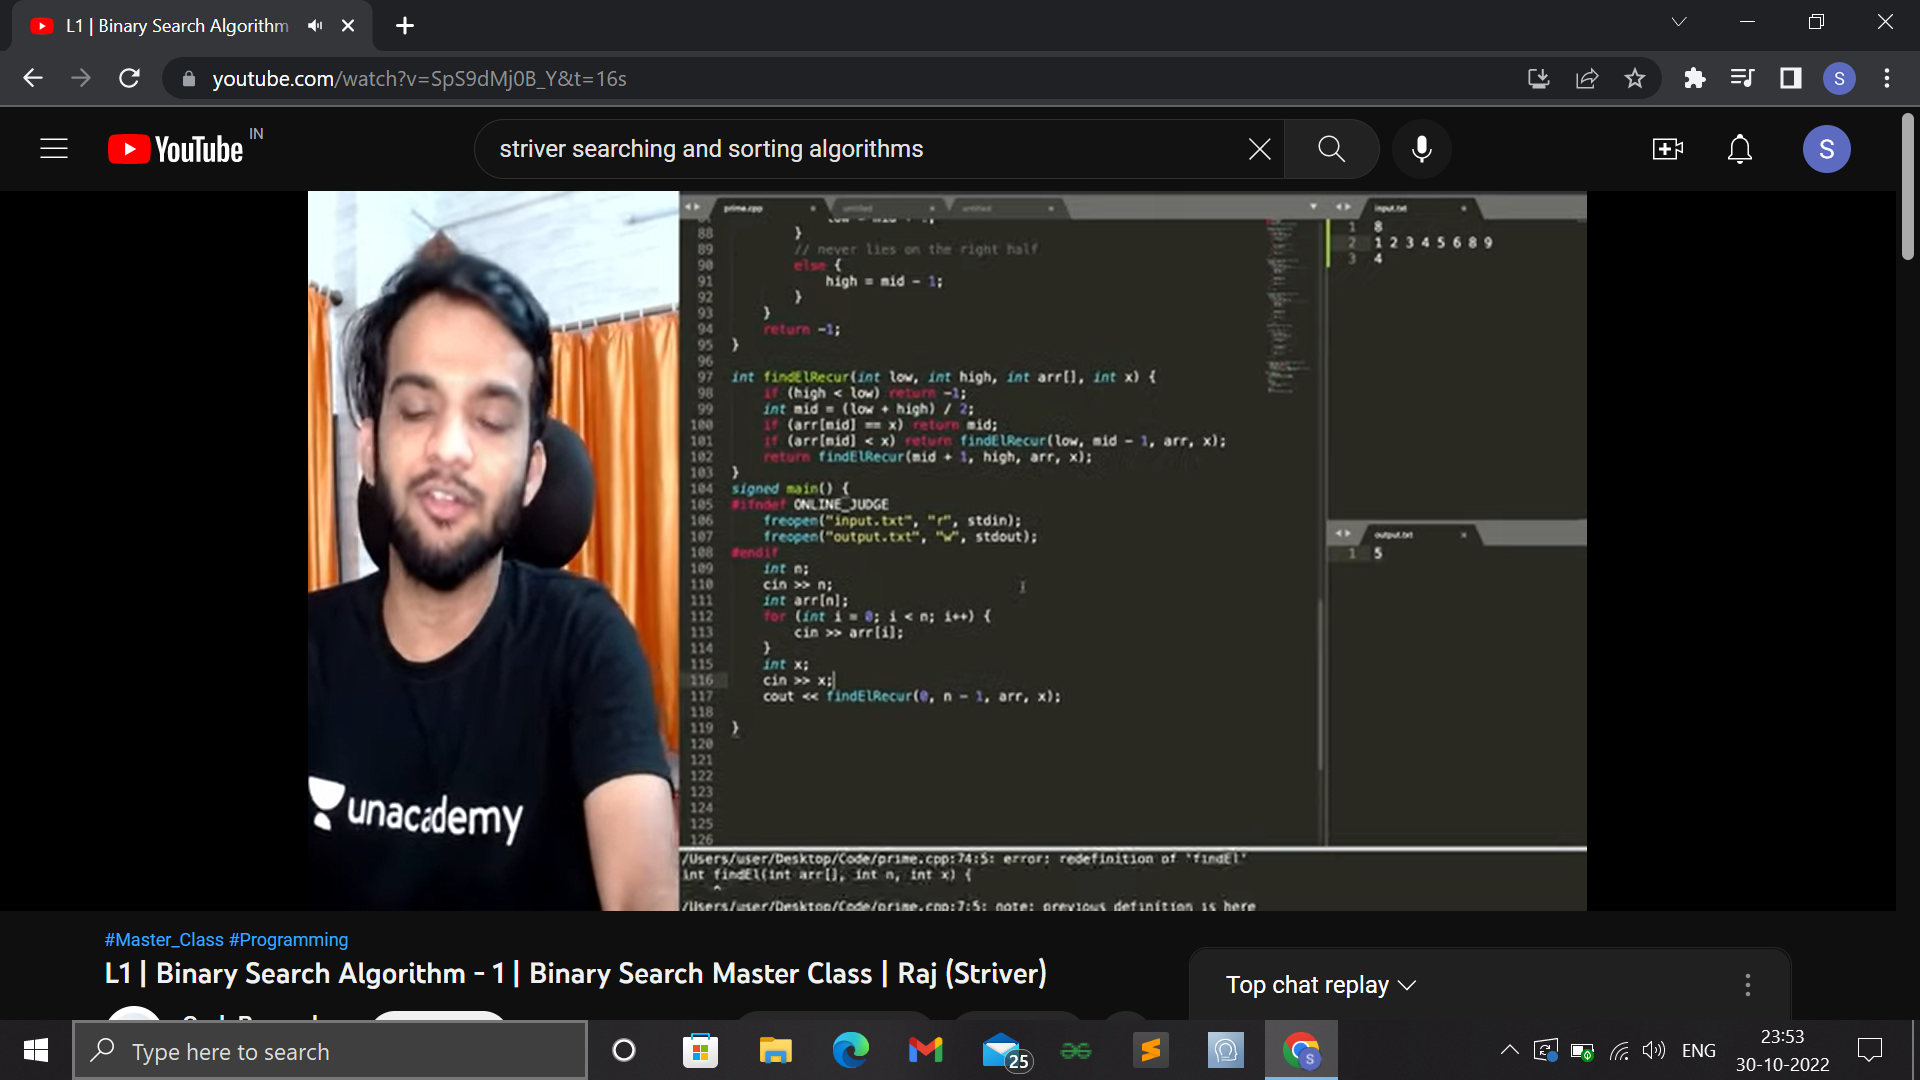 L1 | Binary Search Algorithm
youtube.com/watch?v=SpS9dMj0B_Y&t=16s
S
YouTube IN
striver searching and sorting algorithms
S
prime.cpp
untitled
untitled
88 }
89 // never lies on the right half
90 else {
91 high = mid - 1;
92 }
93 }
94 return -1;
95 }
96
97 int findElRecur(int low, int high, int arr[], int x) {
98 if (high < low) return -1;
99 int mid = (low + high) / 2;
100 if (arr[mid] == x) return mid;
101 if (arr[mid] < x) return findElRecur(low, mid - 1, arr, x);
102 return findElRecur(mid + 1, high, arr, x);
103 }
104 signed main() {
105 #ifndef ONLINE_JUDGE
106 freopen("input.txt", "r", stdin);
107 freopen("output.txt", "w", stdout);
108 #endif
109 int n;
110 cin >> n;
111 int arr[n];
112 for (int i = 0; i < n; i++) {
113 cin >> arr[i];
114 }
115 int x;
116 cin >> x;
117 cout << findElRecur(0, n - 1, arr, x);
118
119 }
120
121
122
123
124
125
126
input.txt
1 8
2 1 2 3 4 5 6 8 9
3 4
output.txt
1 5
/Users/user/Desktop/Code/prime.cpp:74:5: error: redefinition of 'findEl'
int findEl(int arr[], int n, int x) {
^
/Users/user/Desktop/Code/prime.cpp:7:5: note: previous definition is here
unacademy
#Master_Class #Programming
L1 | Binary Search Algorithm - 1 | Binary Search Master Class | Raj (Striver)
Top chat replay
Type here to search
25
S
ENG
23:53
30-10-2022